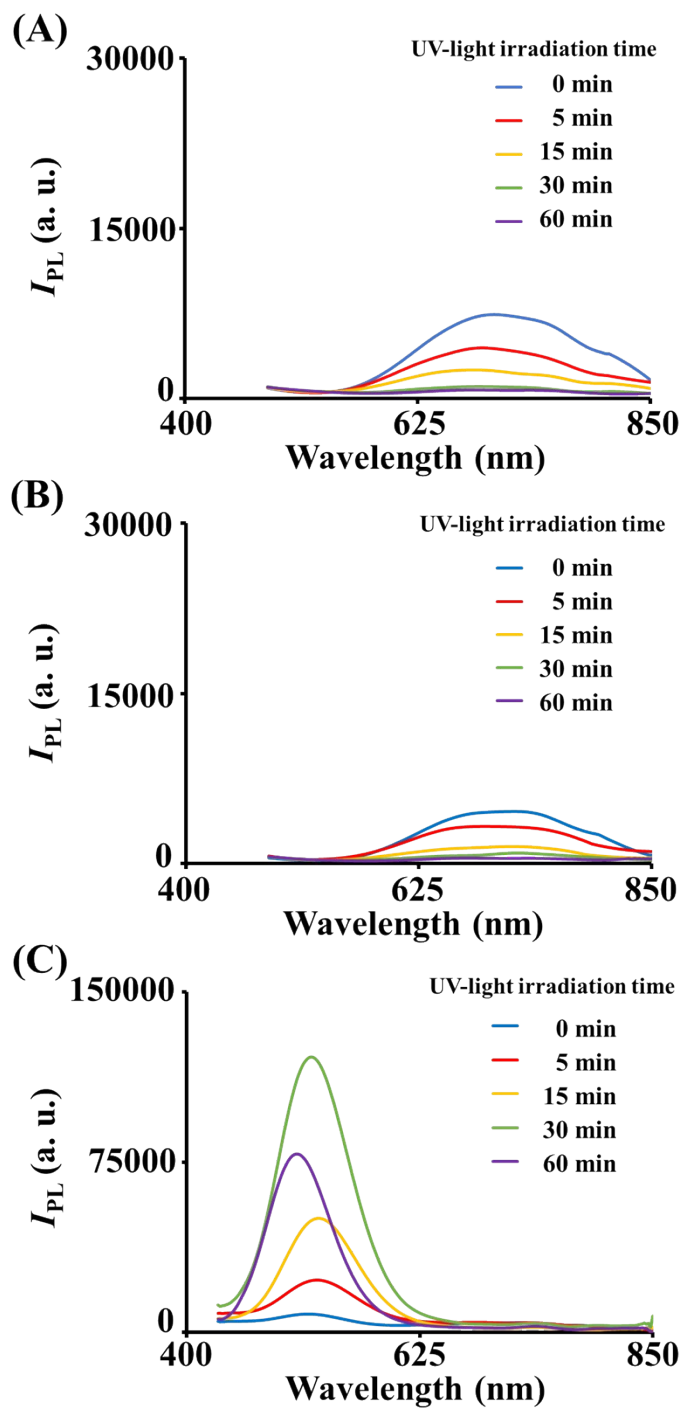 (A)
30000
UV-light irradiation time
0 min
5 min
15 min
30 min
60 min
15000
I PL (a. u.)
0
400
625
850
Wavelength (nm)
(B)
30000
UV-light irradiation time
0 min
5 min
15 min
30 min
60 min
15000
I PL (a. u.)
0
400
625
850
Wavelength (nm)
(C)
150000
UV-light irradiation time
0 min
5 min
15 min
30 min
60 min
75000
I PL (a. u.)
0
400
625
850
Wavelength (nm)